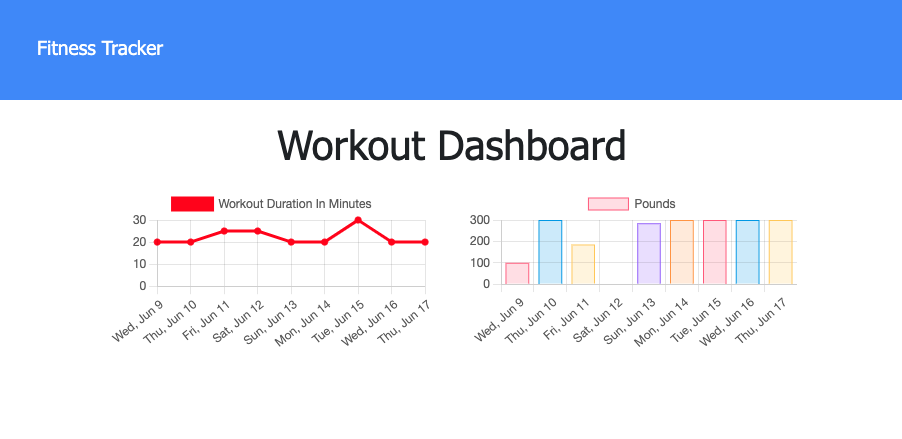 Fitness Tracker
Workout Dashboard
Workout Duration In Minutes
30
20
10
0
Wed, Jun 9
Thu, Jun 10
Fri, Jun 11
Sat, Jun 12
Sun, Jun 13
Mon, Jun 14
Tue, Jun 15
Wed, Jun 16
Thu, Jun 17
Pounds
300
200
100
0
Wed, Jun 9
Thu, Jun 10
Fri, Jun 11
Sat, Jun 12
Sun, Jun 13
Mon, Jun 14
Tue, Jun 15
Wed, Jun 16
Thu, Jun 17